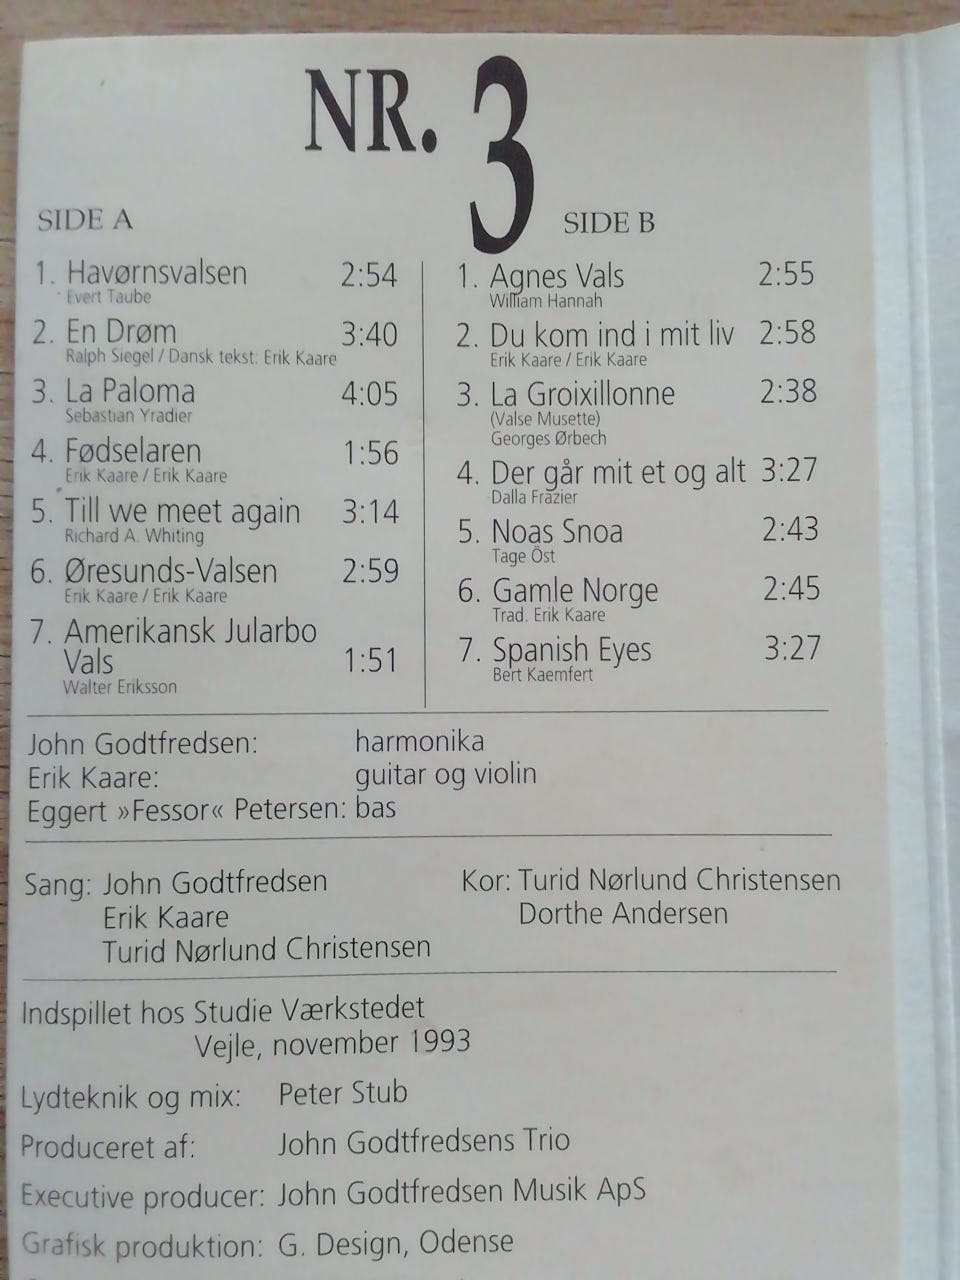 NR. 3
SIDE A
1. Havørnsvalsen 2:54
Evert Taube
2. En Drøm 3:40
Ralph Siegel / Dansk tekst: Erik Kaare
3. La Paloma 4:05
Sebastian Yradier
4. Fødselaren 1:56
Erik Kaare / Erik Kaare
5. Till we meet again 3:14
Richard A. Whiting
6. Øresunds-Valsen 2:59
Erik Kaare / Erik Kaare
7. Amerikansk Jularbo
Vals 1:51
Walter Eriksson
SIDE B
1. Agnes Vals 2:55
William Hannah
2. Du kom ind i mit liv 2:58
Erik Kaare / Erik Kaare
3. La Groixillonne 2:38
(Valse Musette)
Georges Ørbech
4. Der går mit et og alt 3:27
Dalla Frazier
5. Noas Snoa 2:43
Tage Öst
6. Gamle Norge 2:45
Trad. Erik Kaare
7. Spanish Eyes 3:27
Bert Kaemfert
John Godtfredsen: harmonika
Erik Kaare: guitar og violin
Eggert »Fessor« Petersen: bas
Sang: John Godtfredsen
Erik Kaare
Turid Nørlund Christensen
Kor: Turid Nørlund Christensen
Dorthe Andersen
Indspillet hos Studie Værkstedet
Vejle, november 1993
Lydteknik og mix: Peter Stub
Produceret af: John Godtfredsens Trio
Executive producer: John Godtfredsen Musik ApS
Grafisk produktion: G. Design, Odense